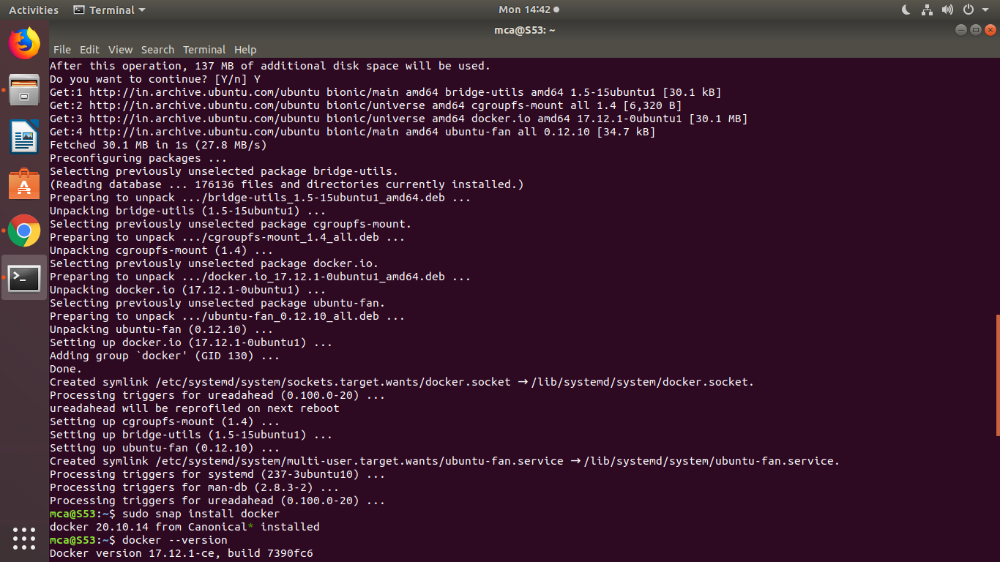 Activities
Terminal
Mon 14:42
mca@S53: ~
File Edit View Search Terminal Help
After this operation, 137 MB of additional disk space will be used.
Do you want to continue? [Y/n] Y
Get:1 http://in.archive.ubuntu.com/ubuntu bionic/main amd64 bridge-utils amd64 1.5-15ubuntu1 [30.1 kB]
Get:2 http://in.archive.ubuntu.com/ubuntu bionic/universe amd64 cgroupfs-mount all 1.4 [6,320 B]
Get:3 http://in.archive.ubuntu.com/ubuntu bionic/universe amd64 docker.io amd64 17.12.1-0ubuntu1 [30.1 MB]
Get:4 http://in.archive.ubuntu.com/ubuntu bionic/main amd64 ubuntu-fan all 0.12.10 [34.7 kB]
Fetched 30.1 MB in 1s (27.8 MB/s)
Preconfiguring packages ...
Selecting previously unselected package bridge-utils.
(Reading database ... 176136 files and directories currently installed.)
Preparing to unpack .../bridge-utils_1.5-15ubuntu1_amd64.deb ...
Unpacking bridge-utils (1.5-15ubuntu1) ...
Selecting previously unselected package cgroupfs-mount.
Preparing to unpack .../cgroupfs-mount_1.4_all.deb ...
Unpacking cgroupfs-mount (1.4) ...
Selecting previously unselected package docker.io.
Preparing to unpack .../docker.io_17.12.1-0ubuntu1_amd64.deb ...
Unpacking docker.io (17.12.1-0ubuntu1) ...
Selecting previously unselected package ubuntu-fan.
Preparing to unpack .../ubuntu-fan_0.12.10_all.deb ...
Unpacking ubuntu-fan (0.12.10) ...
Setting up docker.io (17.12.1-0ubuntu1) ...
Adding group `docker' (GID 130) ...
Done.
Created symlink /etc/systemd/system/sockets.target.wants/docker.socket → /lib/systemd/system/docker.socket.
Processing triggers for ureadahead (0.100.0-20) ...
ureadahead will be reprofiled on next reboot
Setting up cgroupfs-mount (1.4) ...
Setting up bridge-utils (1.5-15ubuntu1) ...
Setting up ubuntu-fan (0.12.10) ...
Created symlink /etc/systemd/system/multi-user.target.wants/ubuntu-fan.service → /lib/systemd/system/ubuntu-fan.service.
Processing triggers for systemd (237-3ubuntu10) ...
Processing triggers for man-db (2.8.3-2) ...
Processing triggers for ureadahead (0.100.0-20) ...
mca@S53:~$ sudo snap install docker
docker 20.10.14 from Canonical* installed
mca@S53:~$ docker --version
Docker version 17.12.1-ce, build 7390fc6